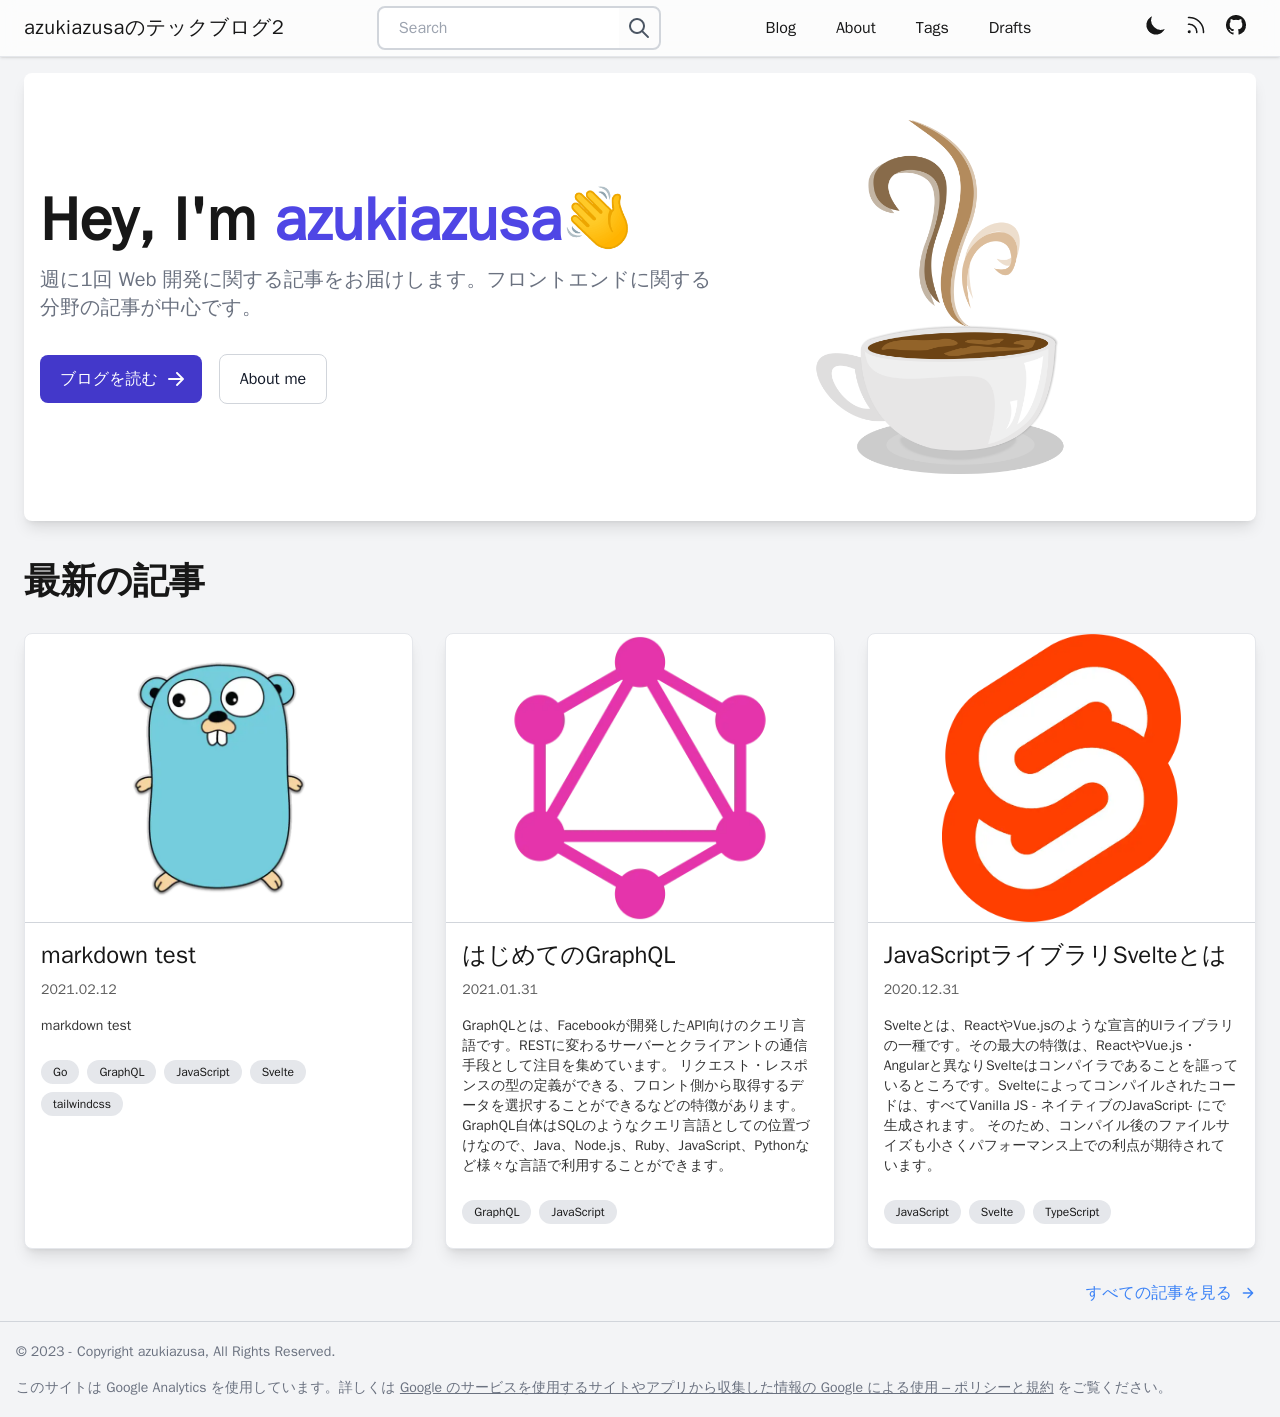 azukiazusaのテックブログ2
Search
Blog
About
Tags
Drafts
Hey, I'm azukiazusa👋
週に1回 Web 開発に関する記事をお届けします。フロントエンドに関する
分野の記事が中心です。
ブログを読む
About me
最新の記事
markdown test
2021.02.12
markdown test
Go
GraphQL
JavaScript
Svelte
tailwindcss
はじめてのGraphQL
2021.01.31
GraphQLとは、Facebookが開発したAPI向けのクエリ言
語です。RESTに変わるサーバーとクライアントの通信
手段として注目を集めています。 リクエスト・レスポ
ンスの型の定義ができる、フロント側から取得するデ
ータを選択することができるなどの特徴があります。
GraphQL自体はSQLのようなクエリ言語としての位置づ
けなので、Java、Node.js、Ruby、JavaScript、Pythonな
ど様々な言語で利用することができます。
GraphQL
JavaScript
JavaScriptライブラリSvelteとは
2020.12.31
Svelteとは、ReactやVue.jsのような宣言的UIライブラリ
の一種です。その最大の特徴は、ReactやVue.js・
Angularと異なりSvelteはコンパイラであることを謳って
いるところです。Svelteによってコンパイルされたコー
ドは、すべてVanilla JS - ネイティブのJavaScript- にで
生成されます。 そのため、コンパイル後のファイルサ
イズも小さくパフォーマンス上での利点が期待されて
います。
JavaScript
Svelte
TypeScript
すべての記事を見る
© 2023 - Copyright azukiazusa, All Rights Reserved.
このサイトは Google Analytics を使用しています。詳しくは Google のサービスを使用するサイトやアプリから収集した情報の Google による使用 – ポリシーと規約 をご覧ください。